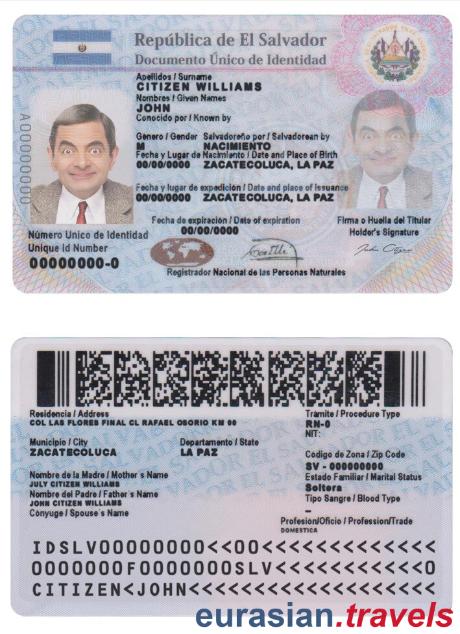 República de El Salvador
Documento Único de Identidad
Apellidos / Surname
CITIZEN WILLIAMS
Nombres / Given Names
JOHN
Conocido por / Known by
Género / Gender Salvadoreño por / Salvadorean by
M NACIMIENTO
Fecha y Lugar de Nacimiento / Date and Place of Birth
00/00/0000 ZACATECOLUCA, LA PAZ
Fecha y lugar de expedición / Date and place of issuance
00/00/0000 ZACATECOLUCA, LA PAZ
Fecha de expiración / Date of expiration
00/00/0000
Firma o Huella del Titular
Holder's Signature
Número Único de Identidad
Unique Id Number
00000000-0
Registrador Nacional de las Personas Naturales
Residencia / Address
COL LAS FLORES FINAL CL RAFAEL OSORIO KM 00
Trámite / Procedure Type
RN-0
NIT:
Municipio / City Departamento / State
ZACATECOLUCA LA PAZ
Código de Zona / Zip Code
SV - 000000000
Nombre de la Madre / Mother´s Name
JULY CITIZEN WILLIAMS
Estado Familiar / Marital Status
Soltera
Nombre del Padre / Father´s Name
JOHN CITIZEN WILLIAMS
Tipo Sangre / Blood Type
–
Conyuge / Spouse´s Name
Profesion/Oficio / Profession/Trade
DOMESTICA
IDSLV00000000<<00<<<<<<<<<<<<<
0000000F0000000SLV<<<<<<<<<<<0
CITIZEN<JOHN<<<<<<<<<<<<<<<<<<
eurasian.travels